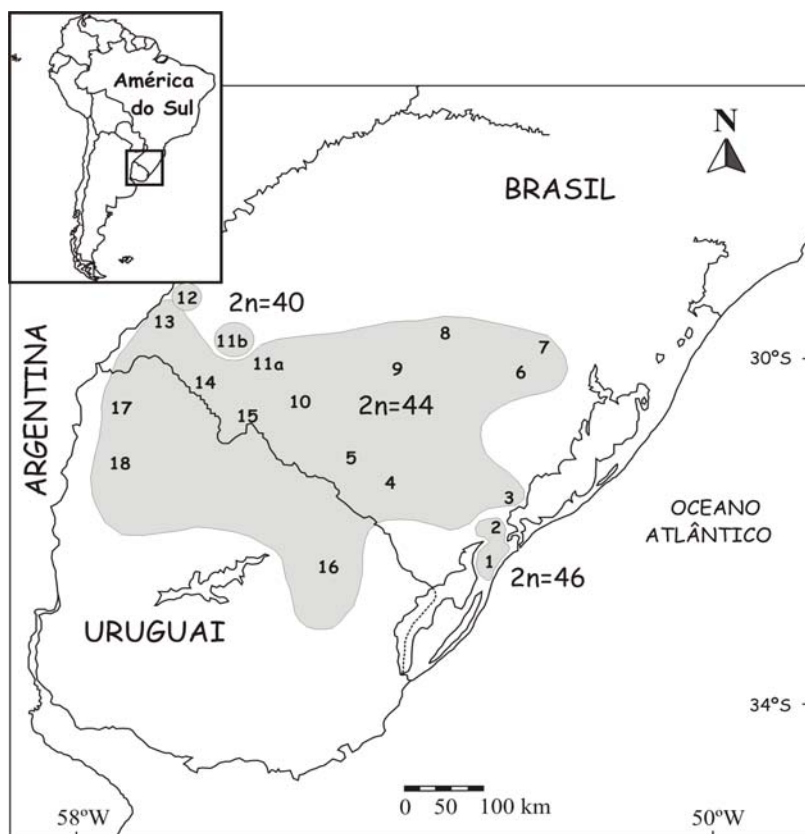 América
do Sul
N
BRASIL
12
2n=40
13
11b
8
7
30ºS
11a
9
6
14
ARGENTINA
17
10
2n=44
15
18
5
4
3
OCEANO
ATLÂNTICO
2
1
16
2n=46
URUGUAI
34ºS
0 50 100 km
58ºW
50ºW